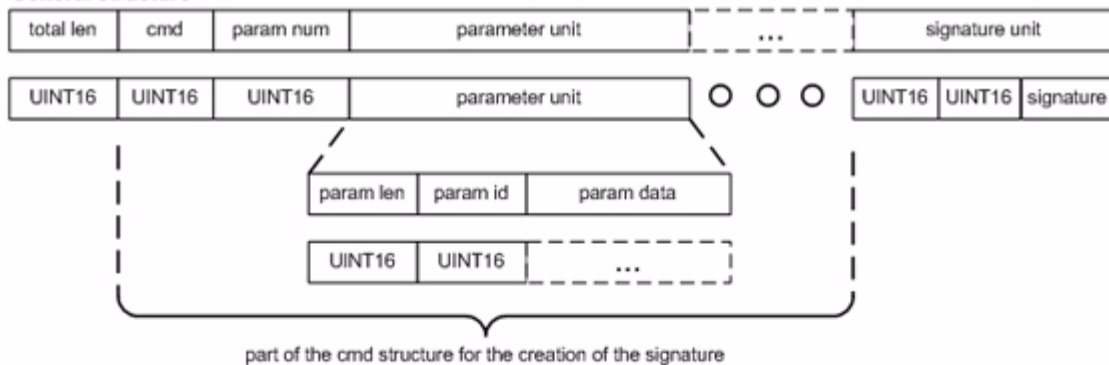 total len cmd param num parameter unit ... signature unit
UINT16 UINT16 UINT16 parameter unit UINT16 UINT16 signature
param len param id param data
UINT16 UINT16 ...
part of the cmd structure for the creation of the signature